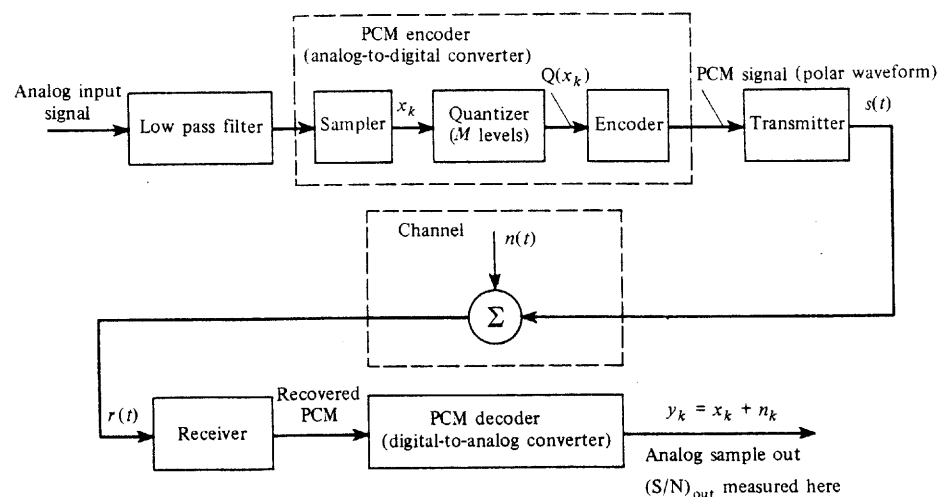 PCM encoder
(analog-to-digital converter)
Analog input
signal
Low pass filter
Sampler
x_k
Quantizer
(M levels)
Q(x_k)
Encoder
PCM signal (polar waveform)
Transmitter
s(t)
Channel
n(t)
Σ
r(t)
Receiver
Recovered
PCM
PCM decoder
(digital-to-analog converter)
y_k = x_k + n_k
Analog sample out
(S/N)_out measured here